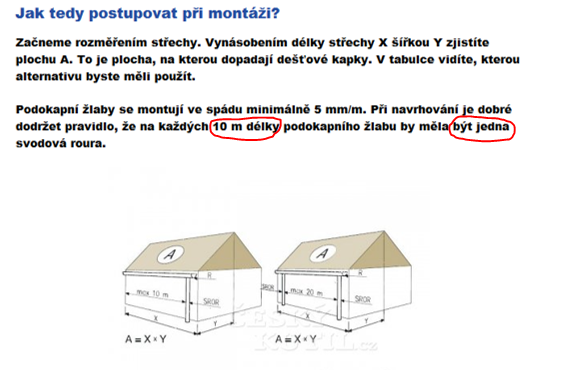 Jak tedy postupovat při montáži?
Začneme rozměřením střechy. Vynásobením délky střechy X šířkou Y zjistíte
plochu A. To je plocha, na kterou dopadají dešťové kapky. V tabulce vidíte, kterou
alternativu byste měli použít.
Podokapní žlaby se montují ve spádu minimálně 5 mm/m. Při navrhování je dobré
dodržet pravidlo, že na každých 10 m délky podokapního žlabu by měla být jedna
svodová roura.
A
R
max 10 m
SROR
X
Y
A = X × Y
A
R
SROR
max 20 m
SROR
X
Y
A = X × Y
ČESKÝ
KUTIL.cz